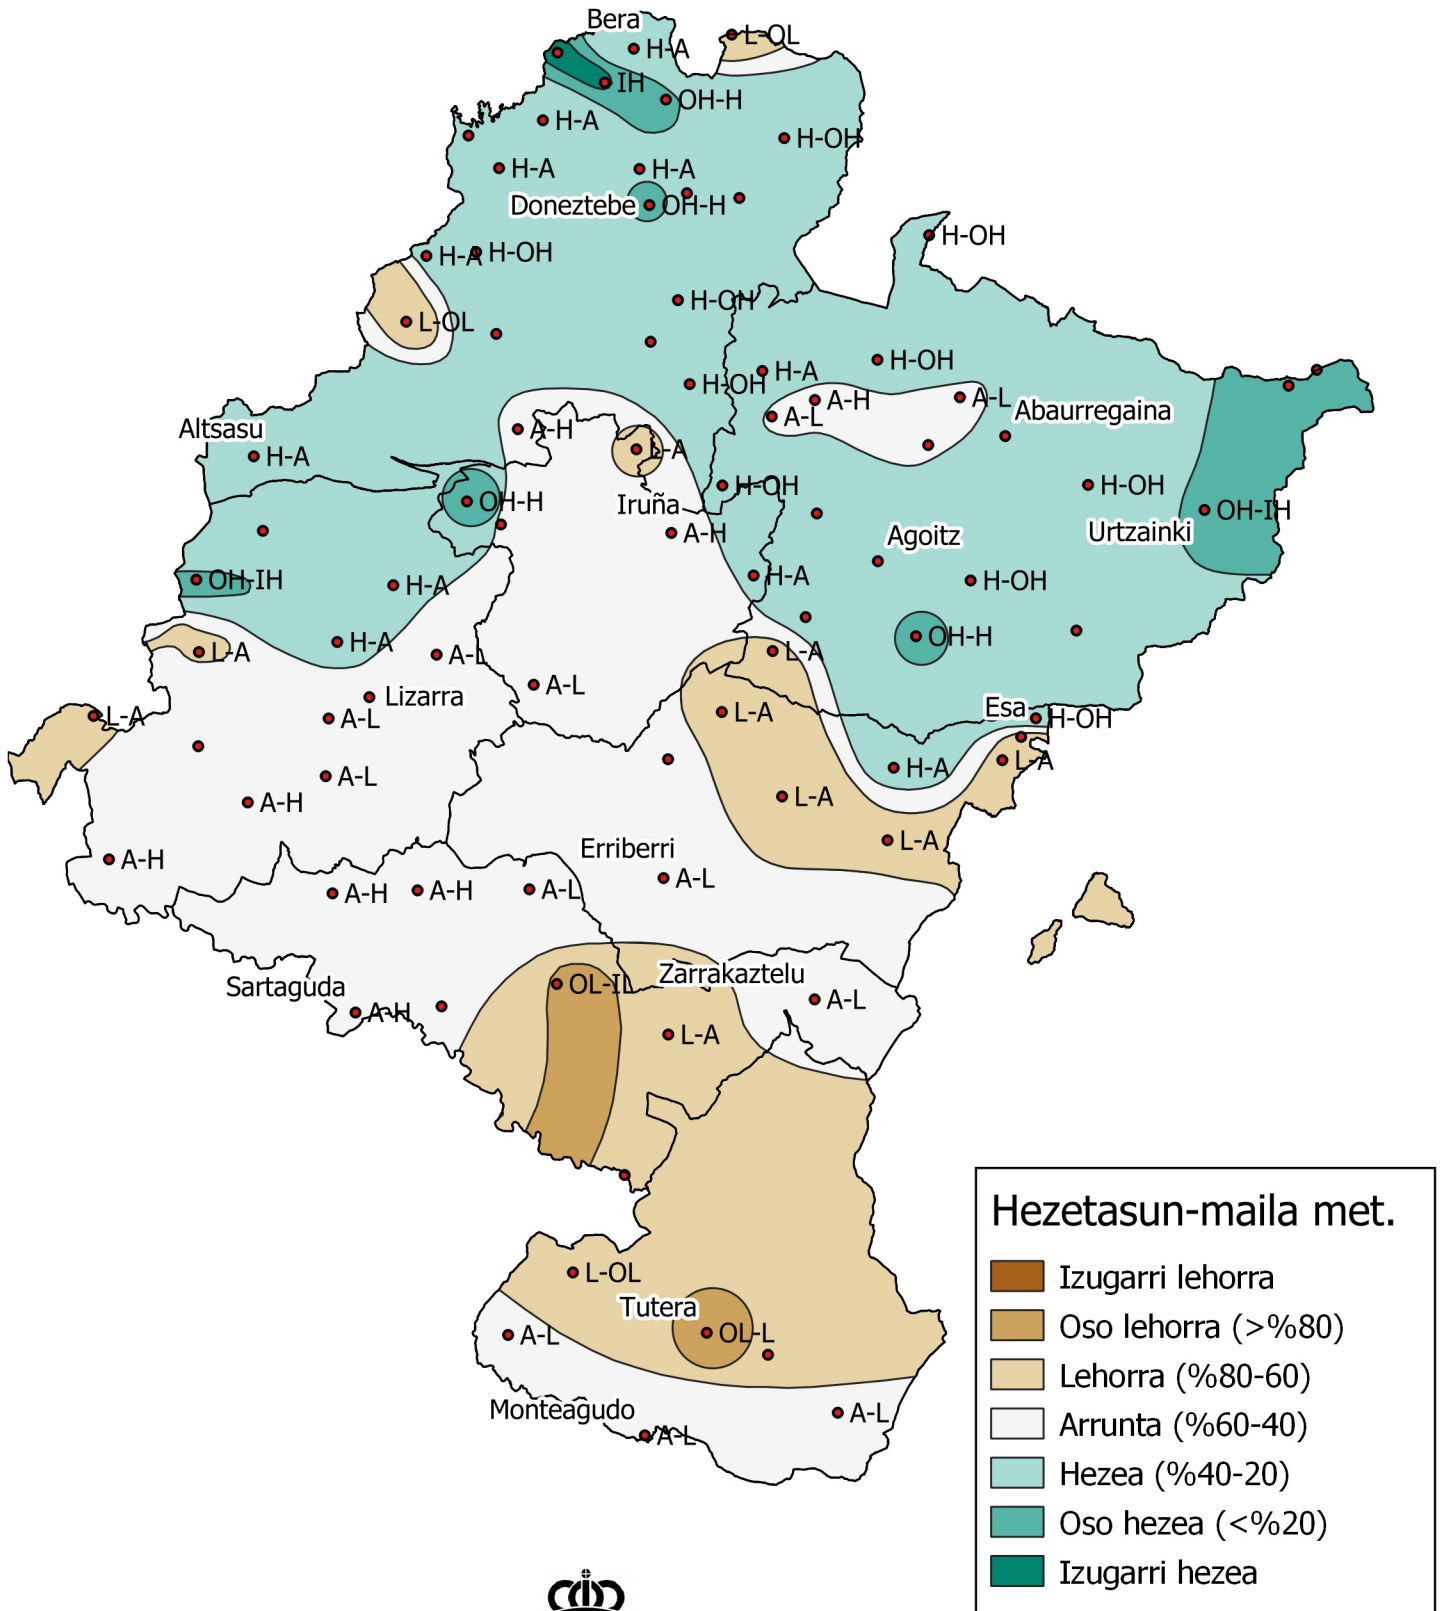 Bera
L-OL
H-A
IH
OH-H
H-A
H-OH
H-A
H-A
Doneztebe
OH-H
H-OH
H-A
H-OH
H-OH
L-OL
H-OH
H-A
H-OH
A-H
A-L
A-L
Abaurregaina
Altsasu
A-H
L-A
H-A
H-OH
H-OH
OH-H
Iruña
OH-IH
A-H
Agoitz
Urtzainki
H-A
OH-IH
H-A
H-OH
OH-H
H-A
L-A
A-L
L-A
A-L
Lizarra
Esa
L-A
A-L
L-A
H-OH
H-A
L-A
A-L
L-A
A-H
L-A
Erriberri
A-H
A-L
A-H
A-H
A-L
Zarrakaztelu
Sartaguda
OL-IL
A-L
A-H
L-A
L-OL
Tutera
A-L
OL-L
Monteagudo
A-L
A-L
Hezetasun-maila met.
Izugarri lehorra
Oso lehorra (>%80)
Lehorra (%80-60)
Arrunta (%60-40)
Hezea (%40-20)
Oso hezea (<%20)
Izugarri hezea